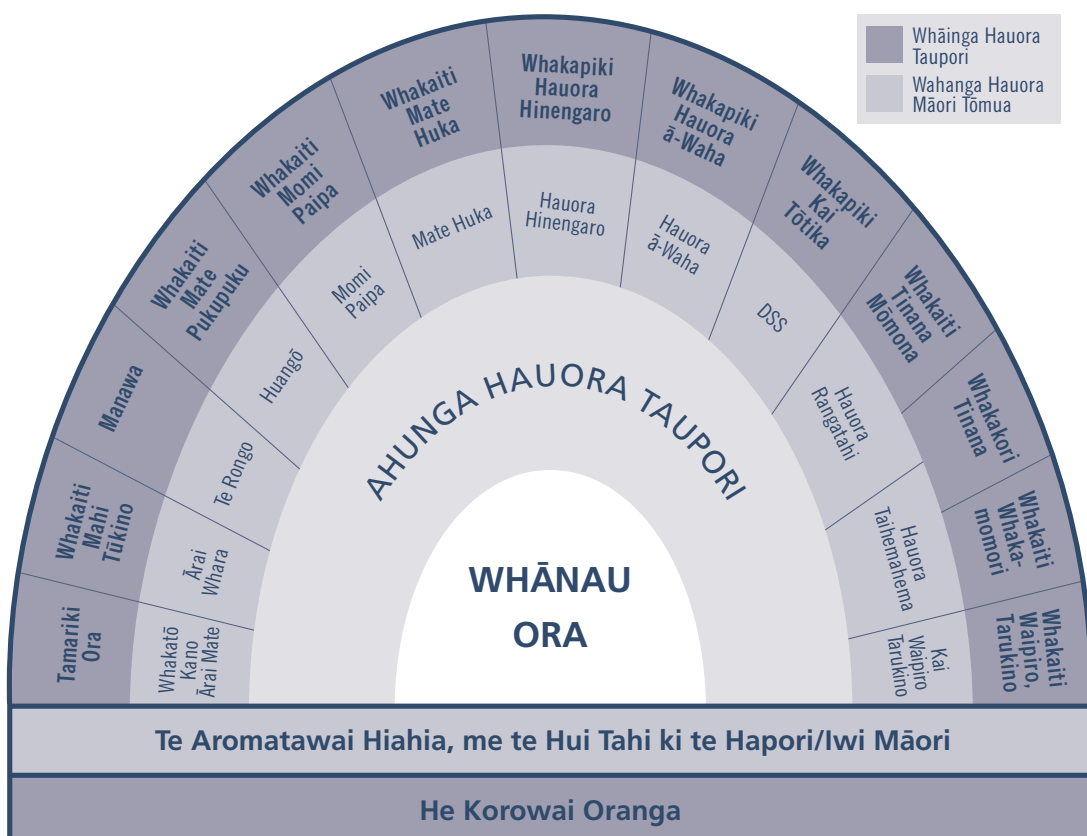 Whāinga Hauora
Taupori
Wahanga Hauora
Māori Tōmua
Tamariki
Ora
Whakaiti
Mahi
Tūkino
Manawa
Whakaiti
Mate
Pukupuku
Whakaiti
Momi
Paipa
Whakaiti
Mate
Huka
Whakapiki
Hauora
Hinengaro
Whakapiki
Hauora
ā-Waha
Whakapiki
Kai
Tōtika
Whakaiti
Tinana
Mōmona
Whakakori
Tinana
Whakaiti
Whaka-
momori
Whakaiti
Waipiro,
Tarukino
Whakatō
Kano
Ārai Mate
Ārai
Whara
Te Rongo
Huangō
Momi
Paipa
Mate Huka
Hauora
Hinengaro
Hauora
ā-Waha
DSS
Hauora
Rangatahi
Hauora
Taihemahema
Kai
Waipiro
Tarukino
AHUNGA HAUORA TAUPORI
WHĀNAU
ORA
Te Aromatawai Hiahia, me te Hui Tahi ki te Hapori/Iwi Māori
He Korowai Oranga